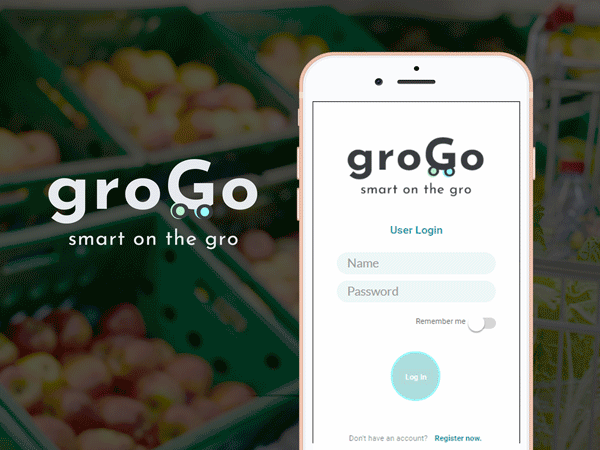 groGo
smart on the gro
groGo
smart on the gro
User Login
Name
Password
Remember me
Log In
Don't have an account? Register now.